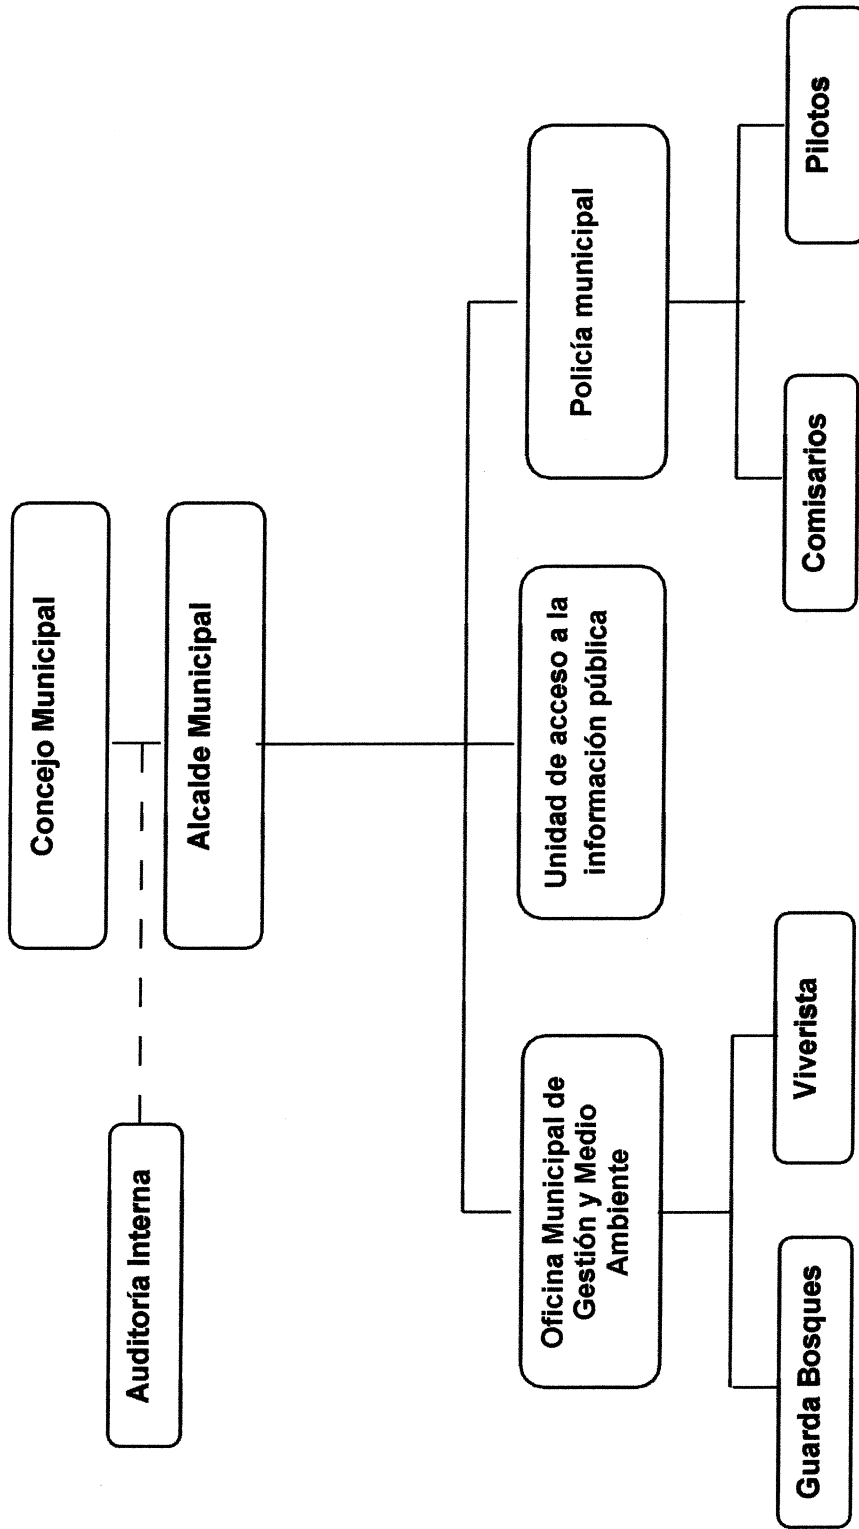 Concejo Municipal
Auditoría Interna
Alcalde Municipal
Oficina Municipal de
Gestión y Medio
Ambiente
Unidad de acceso a la
información pública
Policía municipal
Guarda Bosques
Viverista
Comisarios
Pilotos